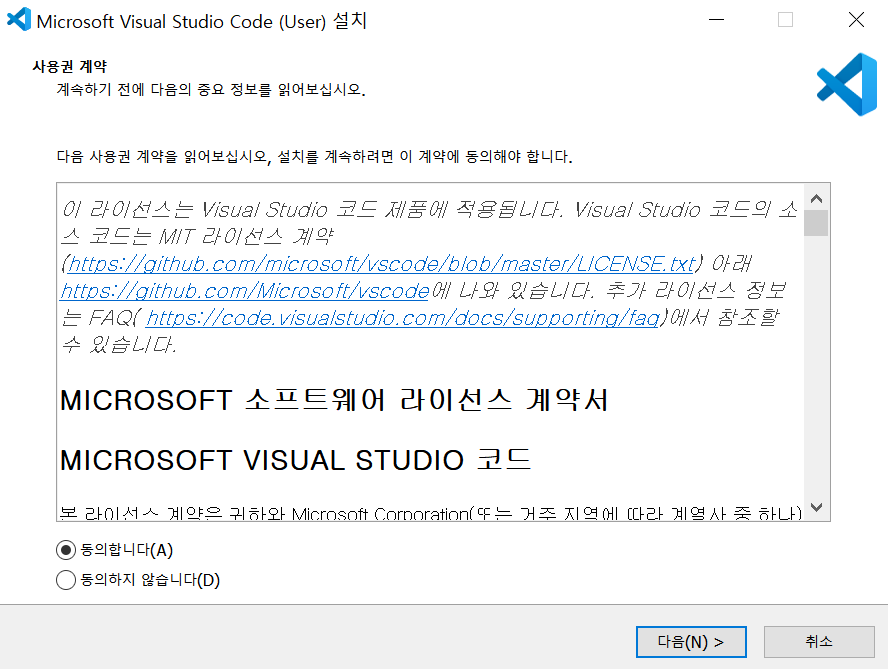 Microsoft Visual Studio Code (User) 설치
사용권 계약
계속하기 전에 다음의 중요 정보를 읽어보십시오.
다음 사용권 계약을 읽어보십시오, 설치를 계속하려면 이 계약에 동의해야 합니다.
이 라이선스는 Visual Studio 코드 제품에 적용됩니다. Visual Studio 코드의 소
스 코드는 MIT 라이선스 계약
(https://github.com/microsoft/vscode/blob/master/LICENSE.txt) 아래
https://github.com/Microsoft/vscode에 나와 있습니다. 추가 라이선스 정보
는 FAQ( https://code.visualstudio.com/docs/supporting/faq)에서 참조할
수 있습니다.
MICROSOFT 소프트웨어 라이선스 계약서
MICROSOFT VISUAL STUDIO 코드
본 라이선스 계약은 귀하와 Microsoft Corporation(또는 거주 지역에 따라 계열사 중 하나)
동의합니다(A)
동의하지 않습니다(D)
다음(N) >
취소